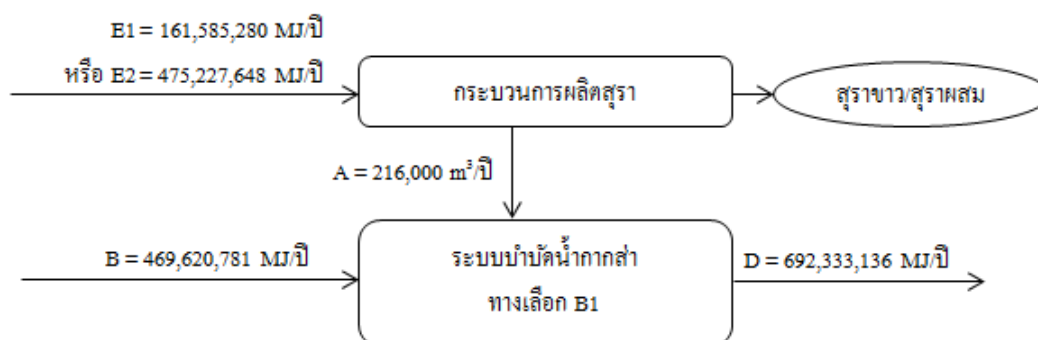 E1 = 161,585,280 MJ/ปี
หรือ E2 = 475,227,648 MJ/ปี
กระบวนการผลิตสุรา
สุราขาว/สุราผสม
A = 216,000 m³/ปี
B = 469,620,781 MJ/ปี
ระบบบำบัดน้ำกากส่า
ทางเลือก B1
D = 692,333,136 MJ/ปี